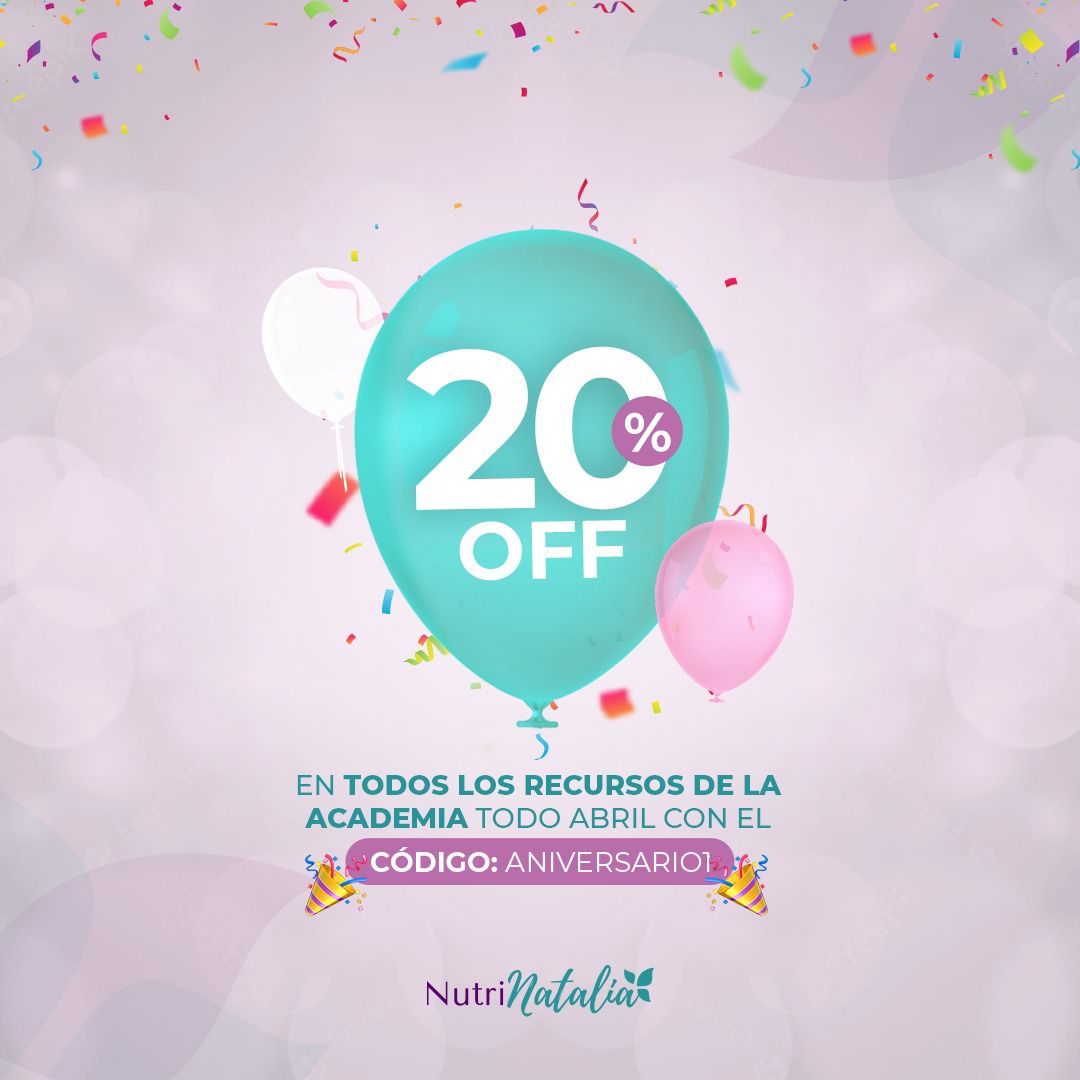 20%
OFF
EN TODOS LOS RECURSOS DE LA
ACADEMIA TODO ABRIL CON EL
CÓDIGO: ANIVERSARIO1
NutriNatalia